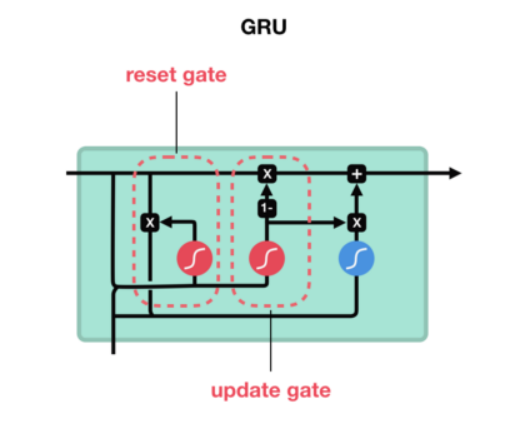 GRU
reset gate
X
+
1-
X
X
update gate